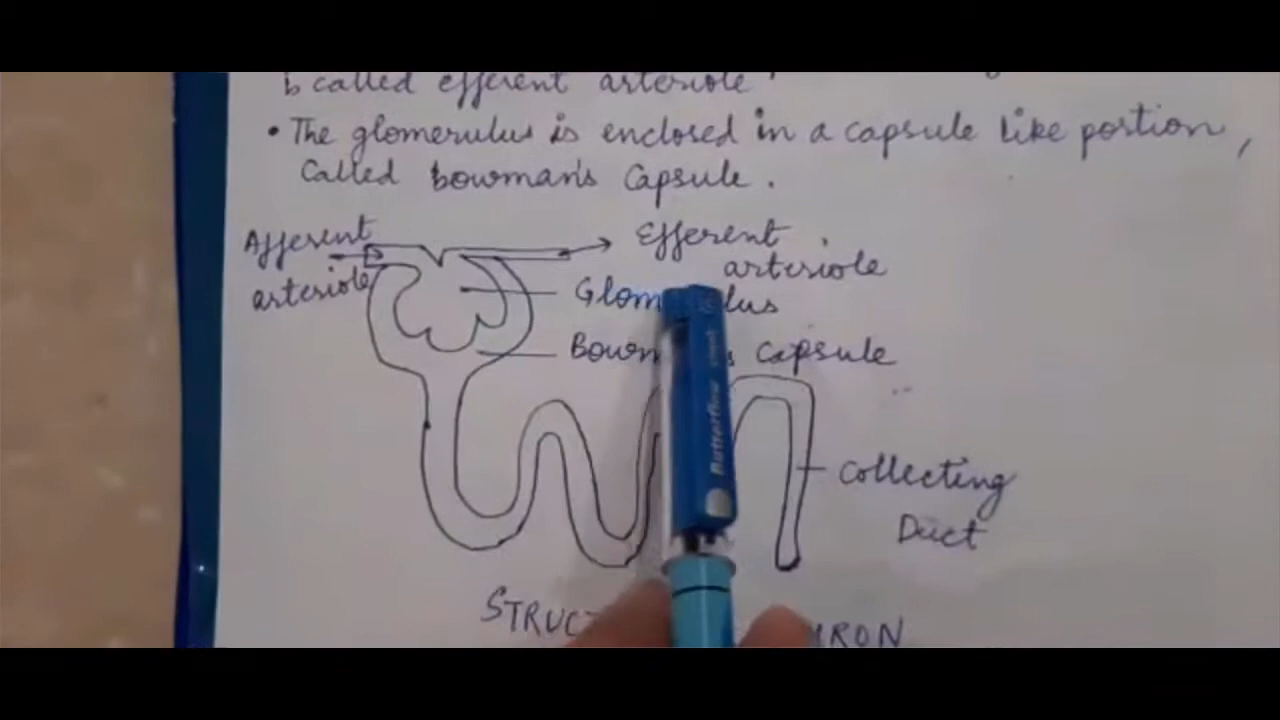 called efferent arteriole
• The glomerulus is enclosed in a capsule like portion,
Called bowman's Capsule.
Afferent
arteriole
Efferent
arteriole
Glom lus
Bowm Capsule
Butterflow
Collecting
Duct
STRUC RON